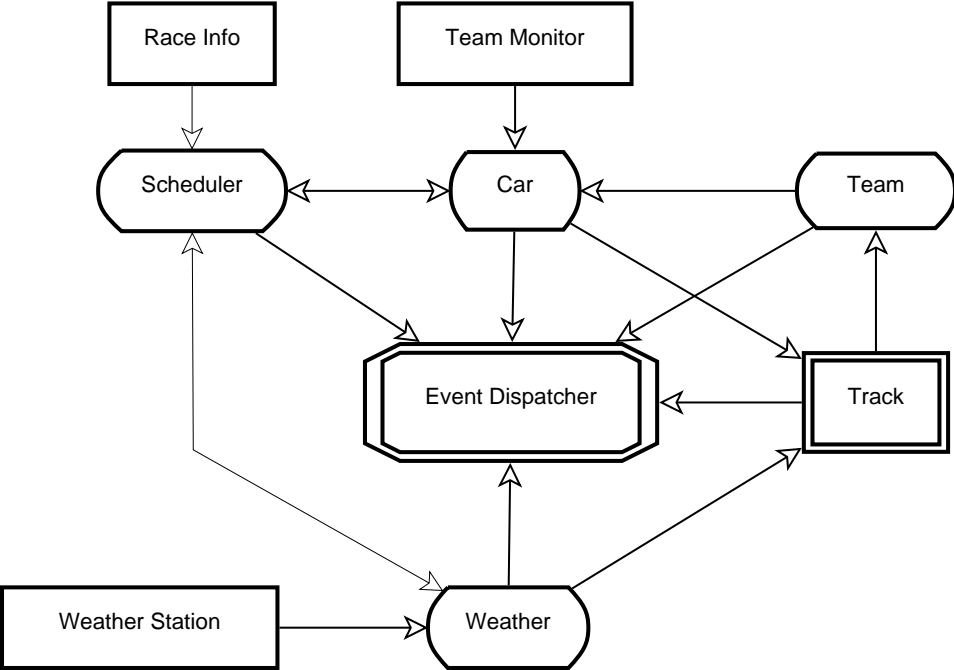 Race Info
Team Monitor
Scheduler
Car
Team
Event Dispatcher
Track
Weather Station
Weather